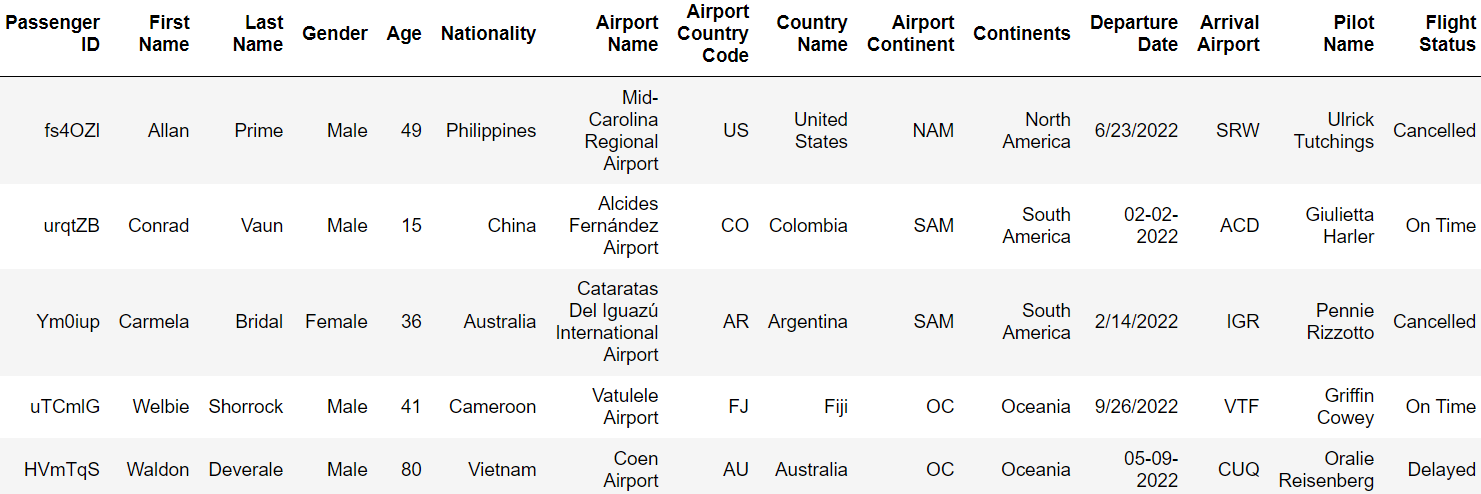 Passenger ID First Name Last Name Gender Age Nationality Airport Name Airport Country Code Country Name Airport Continent Continents Departure Date Arrival Airport Pilot Name Flight Status
fs4OZl Allan Prime Male 49 Philippines Mid-Carolina Regional Airport US United States NAM North America 6/23/2022 SRW Ulrick Tutchings Cancelled
urqtZB Conrad Vaun Male 15 China Alcides Fernández Airport CO Colombia SAM South America 02-02-2022 ACD Giulietta Harler On Time
Ym0iup Carmela Bridal Female 36 Australia Cataratas Del Iguazú International Airport AR Argentina SAM South America 2/14/2022 IGR Pennie Rizzotto Cancelled
uTCmlG Welbie Shorrock Male 41 Cameroon Vatulele Airport FJ Fiji OC Oceania 9/26/2022 VTF Griffin Cowey On Time
HVmTqS Waldon Deverale Male 80 Vietnam Coen Airport AU Australia OC Oceania 05-09-2022 CUQ Oralie Reisenberg Delayed